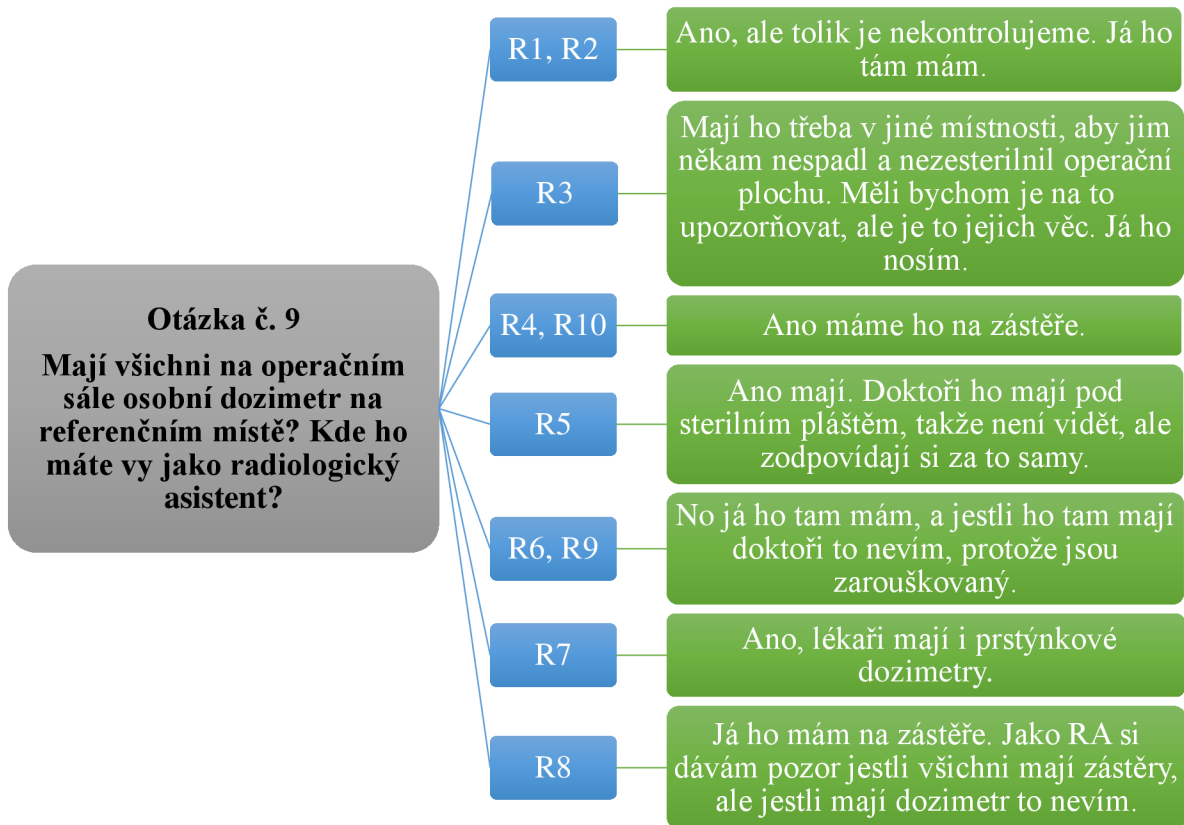 Otázka č. 9
Mají všichni na operačním
sále osobní dozimetr na
referenčním místě? Kde ho
máte vy jako radiologický
asistent?
R1, R2
Ano, ale tolik je nekontrolujeme. Já ho
tám mám.
R3
Mají ho třeba v jiné místnosti, aby jim
někam nespadl a nezesterilnil operační
plochu. Měli bychom je na to
upozorňovat, ale je to jejich věc. Já ho
nosím.
R4, R10
Ano máme ho na zástěře.
R5
Ano mají. Doktoři ho mají pod
sterilním pláštěm, takže není vidět, ale
zodpovídají si za to samy.
R6, R9
No já ho tam mám, a jestli ho tam mají
doktoři to nevím, protože jsou
zarouškovaný.
R7
Ano, lékaři mají i prstýnkové
dozimetry.
R8
Já ho mám na zástěře. Jako RA si
dávám pozor jestli všichni mají zástěry,
ale jestli mají dozimetr to nevím.